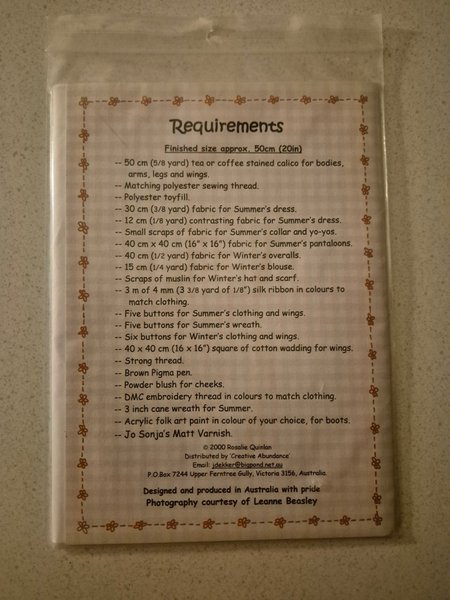 Requirements
Finished size approx. 50cm (20in)
-- 50 cm (5/8 yard) tea or coffee stained calico for bodies,
arms, legs and wings.
-- Matching polyester sewing thread.
-- Polyester toyfill.
-- 30 cm (3/8 yard) fabric for Summer's dress.
-- 12 cm (1/8 yard) contrasting fabric for Summer's dress.
-- Small scraps of fabric for Summer's collar and yo-yos.
-- 40 cm x 40 cm (16" x 16") fabric for Summer's pantaloons.
-- 40 cm (1/2 yard) fabric for Winter's overalls.
-- 15 cm (1/4 yard) fabric for Winter's blouse.
-- Scraps of muslin for Winter's hat and scarf.
-- 3 m of 4 mm (3 3/8 yard of 1/8") silk ribbon in colours to
match clothing.
-- Five buttons for Summer's clothing and wings.
-- Five buttons for Summer's wreath.
-- Six buttons for Winter's clothing and wings.
-- 40 x 40 cm (16 x 16") square of cotton wadding for wings.
-- Strong thread.
-- Brown Pigma pen.
-- Powder blush for cheeks.
-- DMC embroidery thread in colours to match clothing.
-- 3 inch cane wreath for Summer.
-- Acrylic folk art paint in colour of your choice, for boots.
-- Jo Sonja's Matt Varnish.
© 2000 Rosalie Quinlan
Distributed by 'Creative Abundance'
Email: jdekker@bigpond.net.au
P.O.Box 7244 Upper Ferntree Gully, Victoria 3156, Australia.
Designed and produced in Australia with pride
Photography courtesy of Leanne Beasley